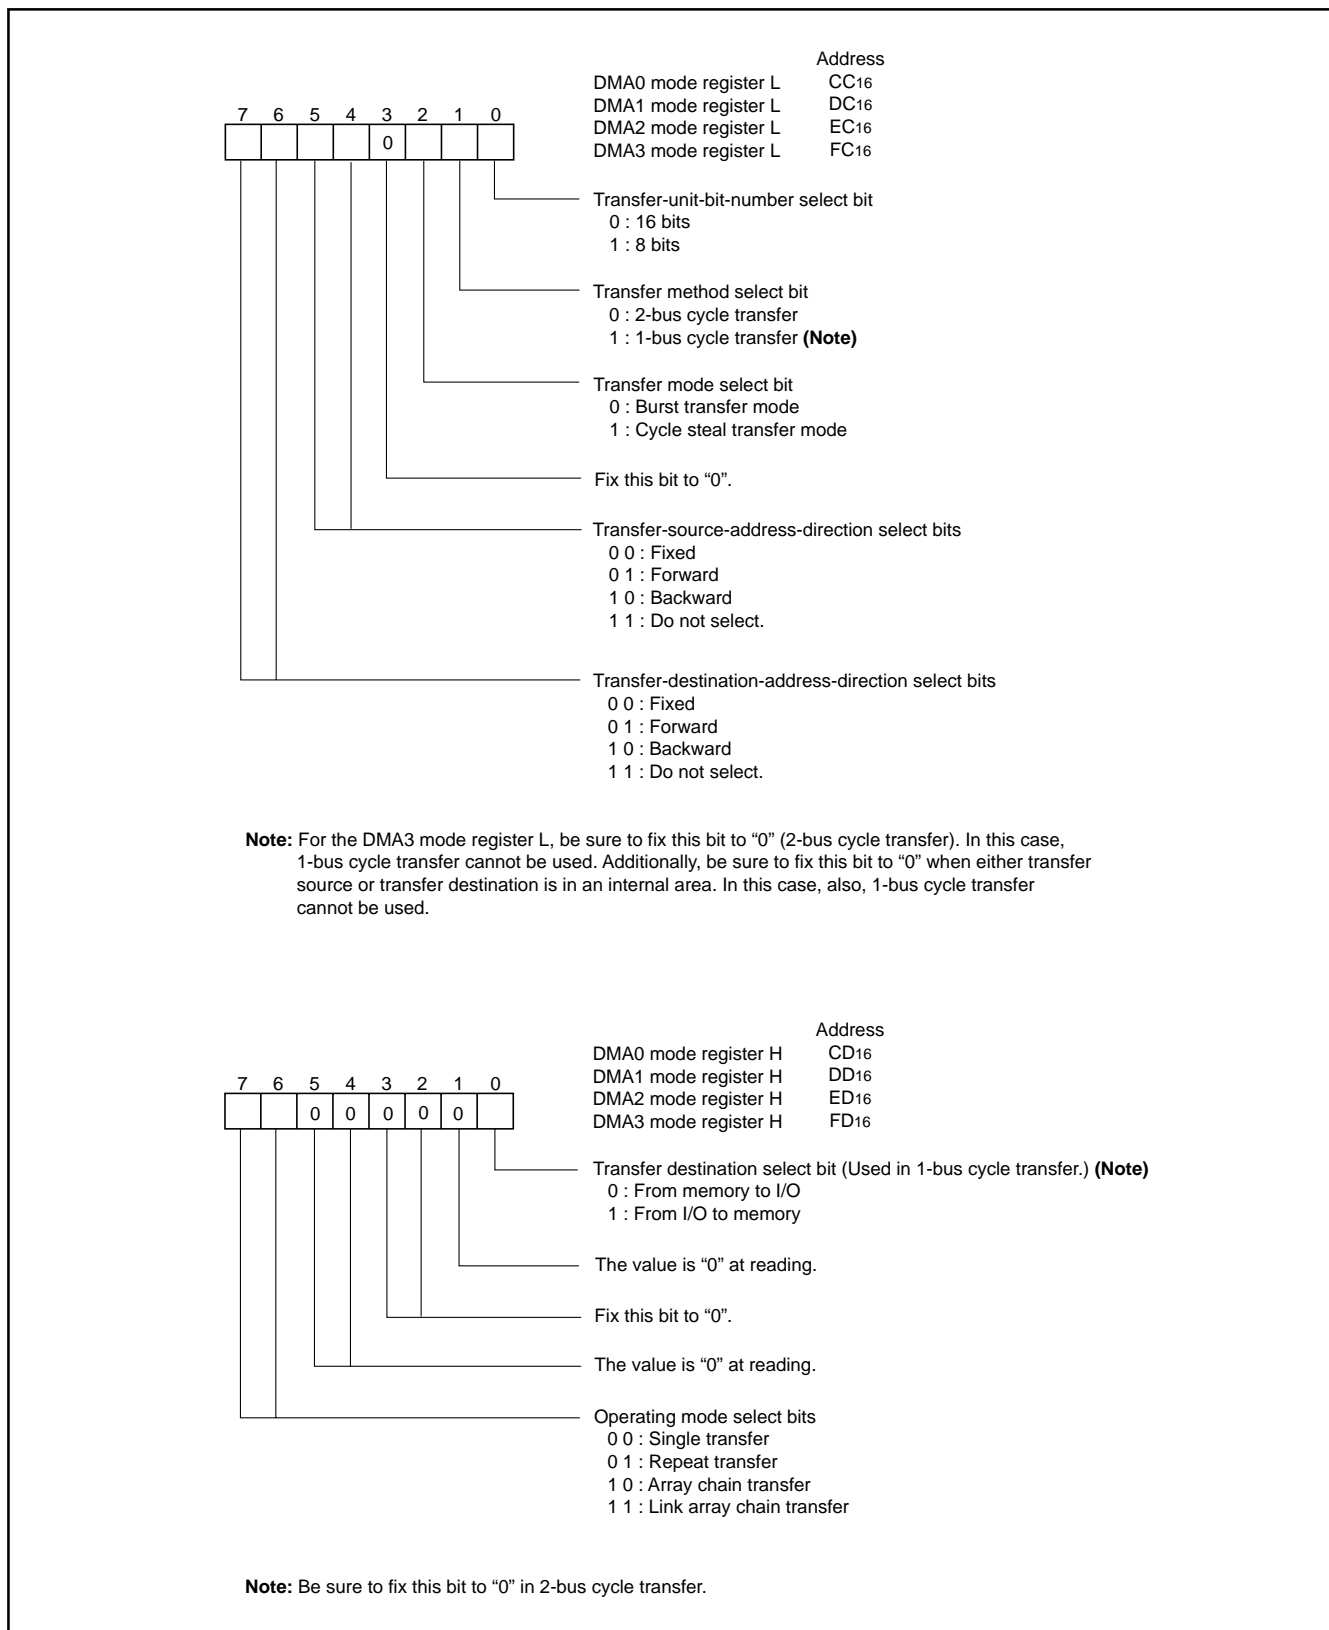 Address
DMA0 mode register L CC16
DMA1 mode register L DC16
DMA2 mode register L EC16
DMA3 mode register L FC16
7 6 5 4 3 2 1 0
0
Transfer-unit-bit-number select bit
0 : 16 bits
1 : 8 bits
Transfer method select bit
0 : 2-bus cycle transfer
1 : 1-bus cycle transfer (Note)
Transfer mode select bit
0 : Burst transfer mode
1 : Cycle steal transfer mode
Fix this bit to “0”.
Transfer-source-address-direction select bits
0 0 : Fixed
0 1 : Forward
1 0 : Backward
1 1 : Do not select.
Transfer-destination-address-direction select bits
0 0 : Fixed
0 1 : Forward
1 0 : Backward
1 1 : Do not select.
Note: For the DMA3 mode register L, be sure to fix this bit to “0” (2-bus cycle transfer). In this case,
1-bus cycle transfer cannot be used. Additionally, be sure to fix this bit to “0” when either transfer
source or transfer destination is in an internal area. In this case, also, 1-bus cycle transfer
cannot be used.
Address
DMA0 mode register H CD16
DMA1 mode register H DD16
DMA2 mode register H ED16
DMA3 mode register H FD16
7 6 5 4 3 2 1 0
0 0 0 0 0
Transfer destination select bit (Used in 1-bus cycle transfer.) (Note)
0 : From memory to I/O
1 : From I/O to memory
The value is “0” at reading.
Fix this bit to “0”.
The value is “0” at reading.
Operating mode select bits
0 0 : Single transfer
0 1 : Repeat transfer
1 0 : Array chain transfer
1 1 : Link array chain transfer
Note: Be sure to fix this bit to “0” in 2-bus cycle transfer.